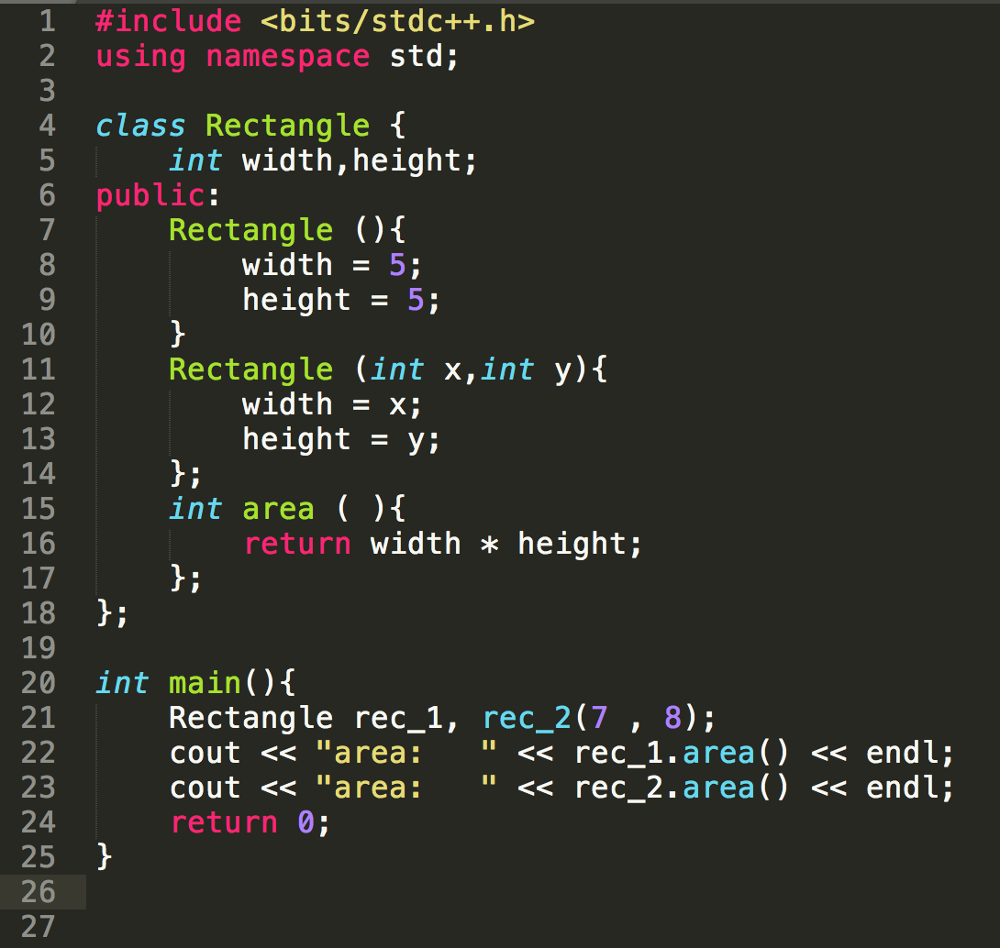 1 #include <bits/stdc++.h>
2 using namespace std;
3
4 class Rectangle {
5     int width,height;
6 public:
7     Rectangle (){
8         width = 5;
9         height = 5;
10     }
11     Rectangle (int x,int y){
12         width = x;
13         height = y;
14     };
15     int area ( ){
16         return width * height;
17     };
18 };
19
20 int main(){
21     Rectangle rec_1, rec_2(7 , 8);
22     cout << "area:   " << rec_1.area() << endl;
23     cout << "area:   " << rec_2.area() << endl;
24     return 0;
25 }
26
27